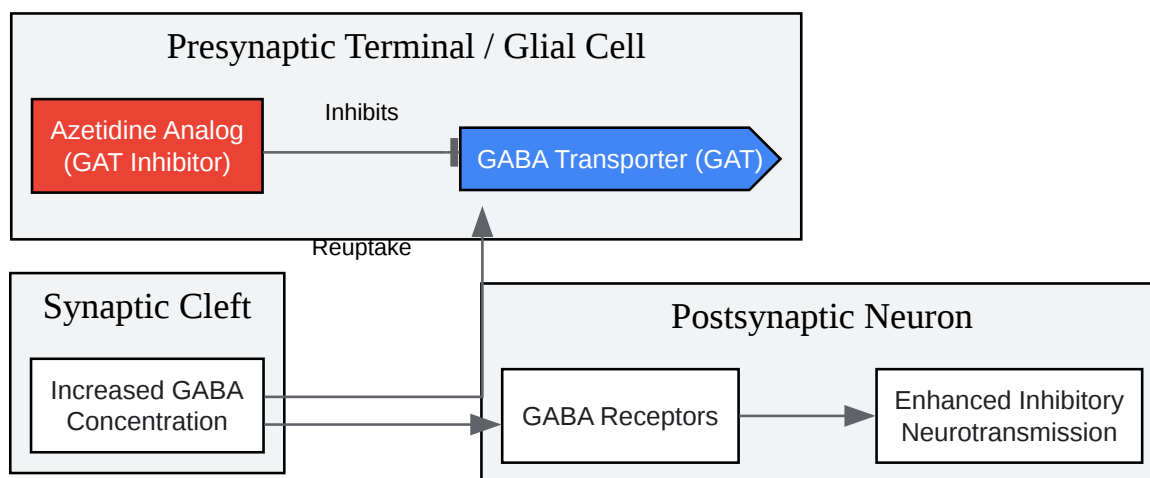 Presynaptic Terminal / Glial Cell
Azetidine Analog
(GAT Inhibitor)
Inhibits
GABA Transporter (GAT)
Reuptake
Synaptic Cleft
Increased GABA
Concentration
Postsynaptic Neuron
GABA Receptors
Enhanced Inhibitory
Neurotransmission